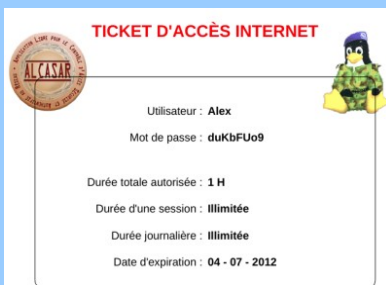 TICKET D'ACCÈS INTERNET
ALCASAR
Utilisateur : Alex
Mot de passe : duKbFUo9
Durée totale autorisée : 1 H
Durée d'une session : Illimitée
Durée journalière : Illimitée
Date d'expiration : 04 - 07 - 2012